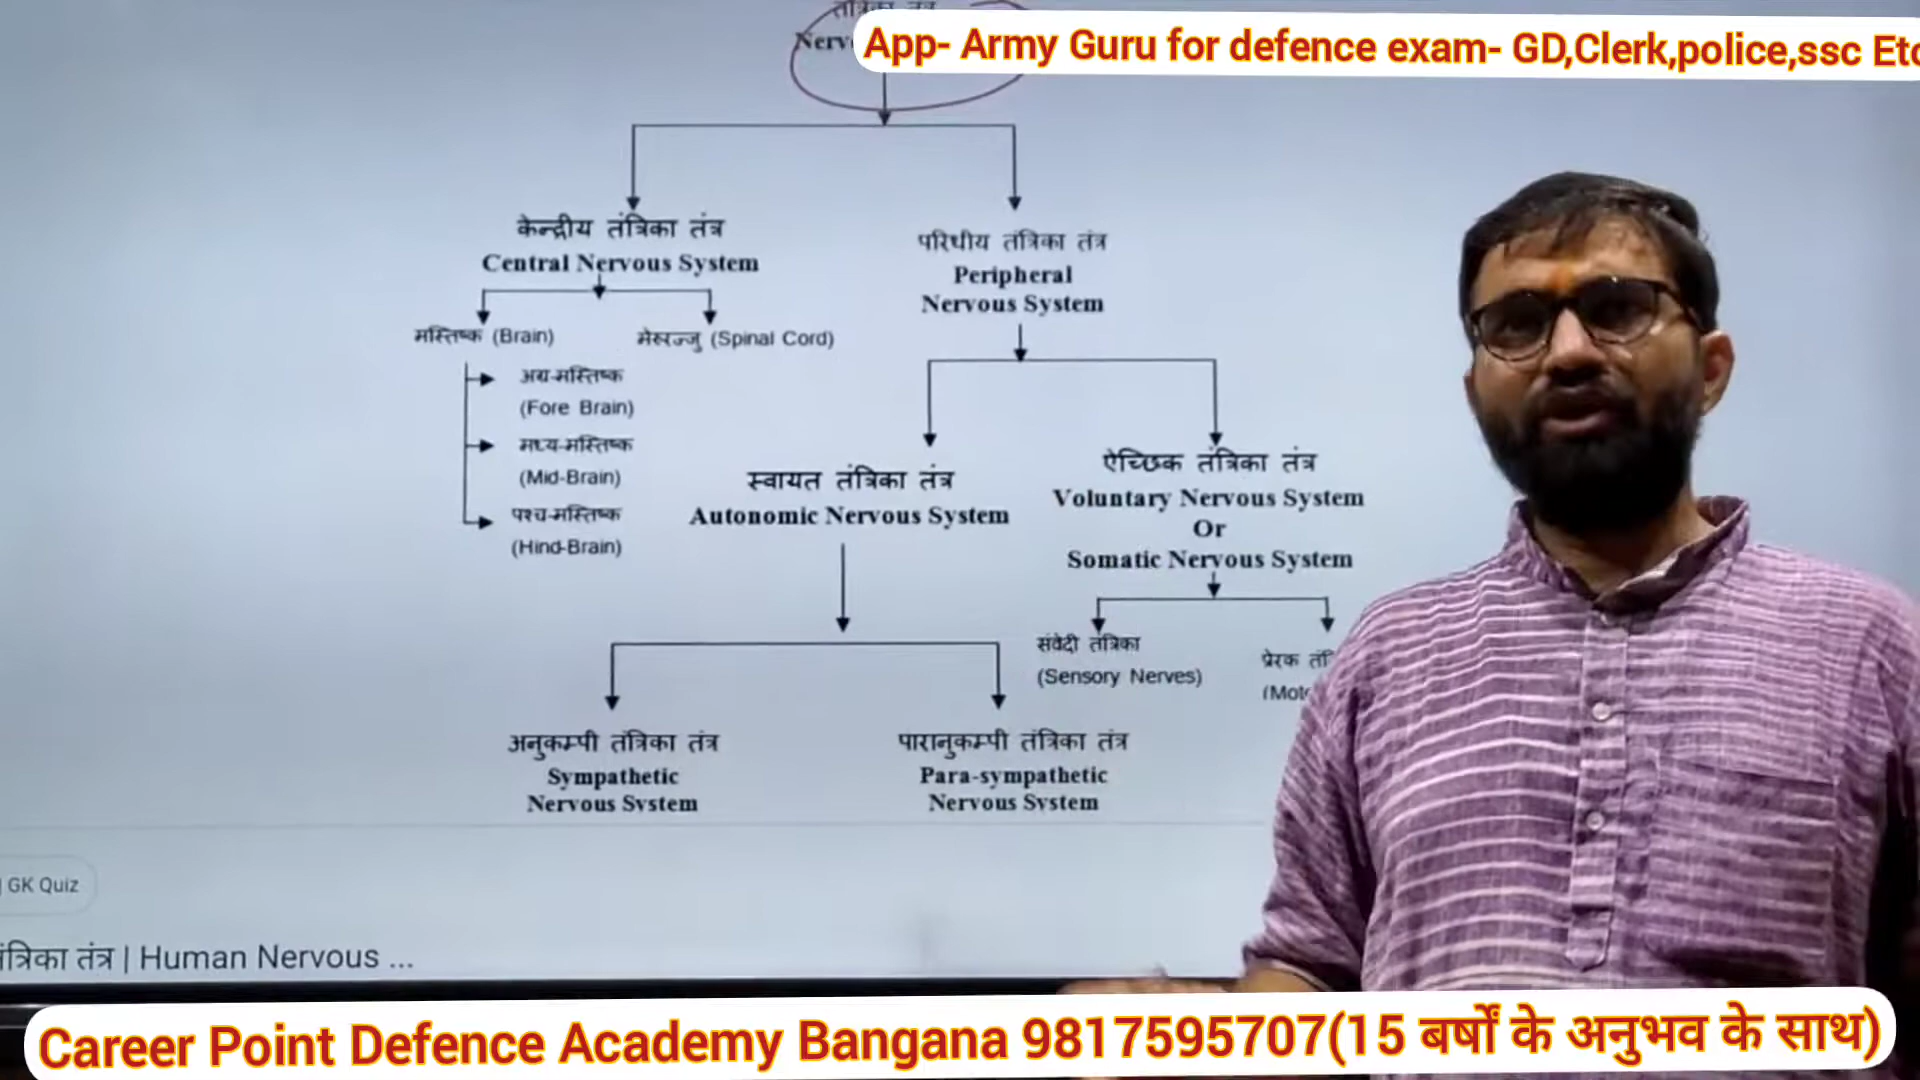 तंत्रिका तंत्र
App- Army Guru for defence exam- GD,Clerk,police,ssc Etc
केन्द्रीय तंत्रिका तंत्र
Central Nervous System
परिधीय तंत्रिका तंत्र
Peripheral
Nervous System
मस्तिष्क (Brain)
मेरुरज्जु (Spinal Cord)
अग्र-मस्तिष्क
(Fore Brain)
मध्य-मस्तिष्क
(Mid-Brain)
पश्च-मस्तिष्क
(Hind-Brain)
स्वायत तंत्रिका तंत्र
Autonomic Nervous System
ऐच्छिक तंत्रिका तंत्र
Voluntary Nervous System
Or
Somatic Nervous System
संवेदी तंत्रिका
(Sensory Nerves)
प्रेरक
अनुकम्पी तंत्रिका तंत्र
Sympathetic
Nervous System
पारानुकम्पी तंत्रिका तंत्र
Para-sympathetic
Nervous System
GK Quiz
तंत्रिका तंत्र | Human Nervous ...
Career Point Defence Academy Bangana 9817595707(15 बर्षों के अनुभव के साथ)